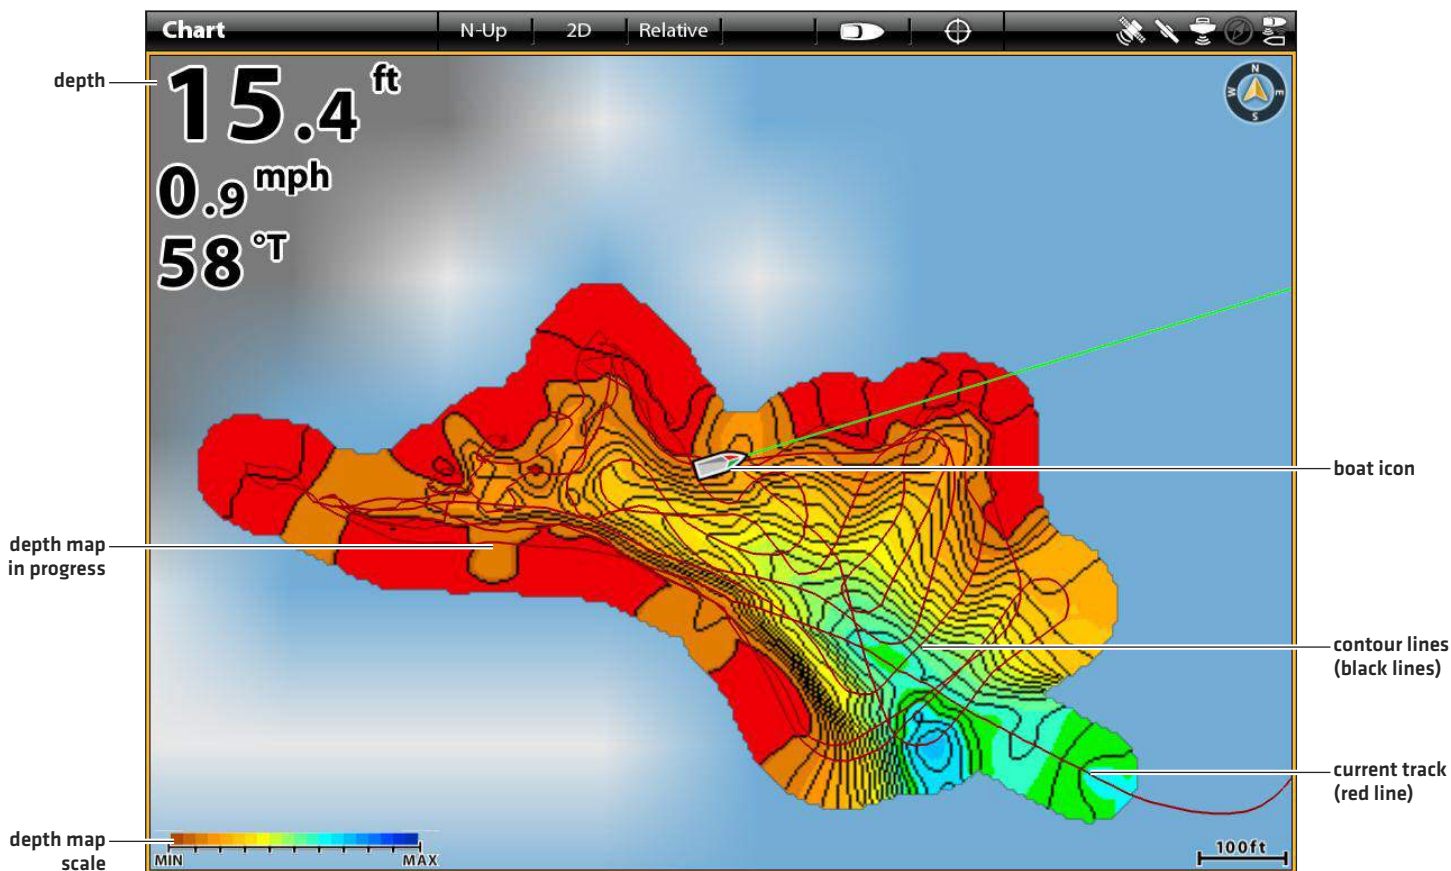 Chart N-Up 2D Relative
depth
15.4 ft
0.9 mph
58 °T
N
W E
S
boat icon
depth map
in progress
contour lines
(black lines)
current track
(red line)
depth map
scale
MIN MAX
100ft